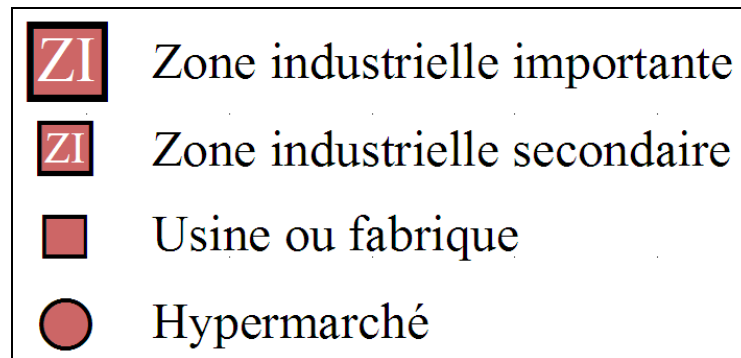 ZI Zone industrielle importante
ZI Zone industrielle secondaire
Usine ou fabrique
Hypermarché